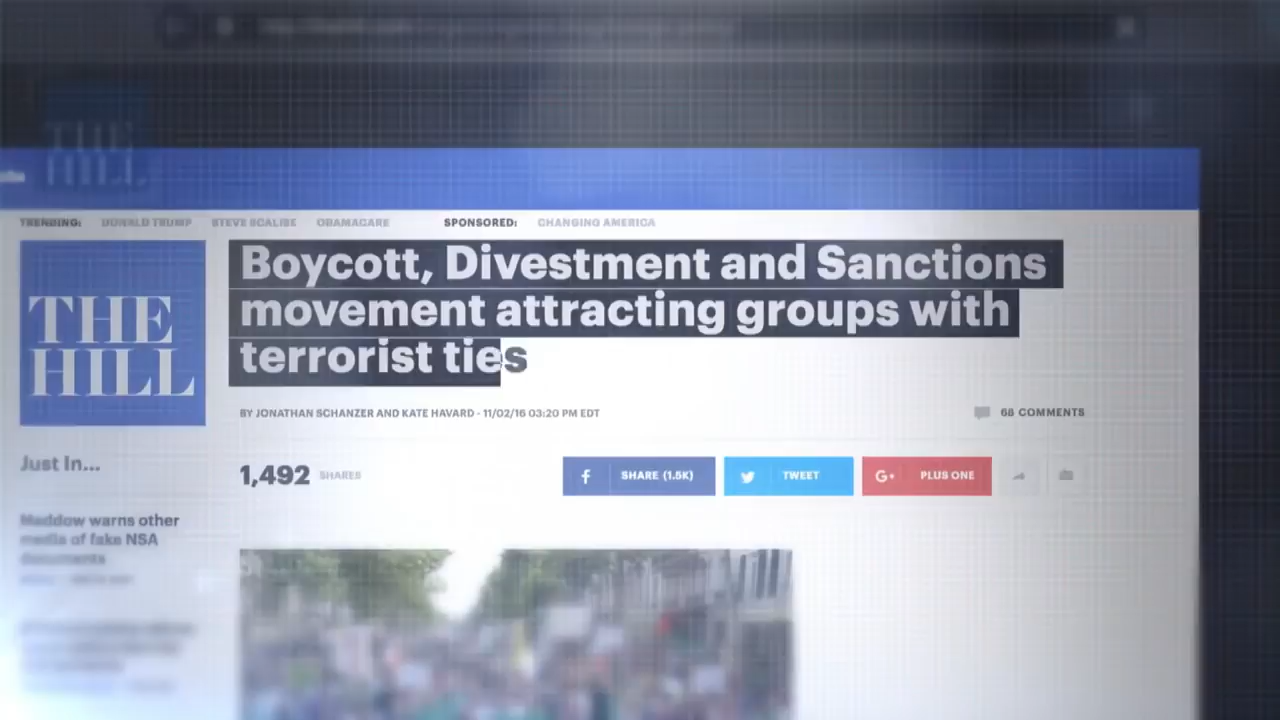 THE
HILL
TRENDING: DONALD TRUMP STEVE SCALISE OBAMACARE SPONSORED: CHANGING AMERICA
THE
HILL
Boycott, Divestment and Sanctions
movement attracting groups with
terrorist ties
BY JONATHAN SCHANZER AND KATE HAVARD - 11/02/16 03:20 PM EDT
68 COMMENTS
Just In...
1,492 SHARES
SHARE (1.5K)
TWEET
G+ PLUS ONE
Maddow warns other
media of fake NSA
documents